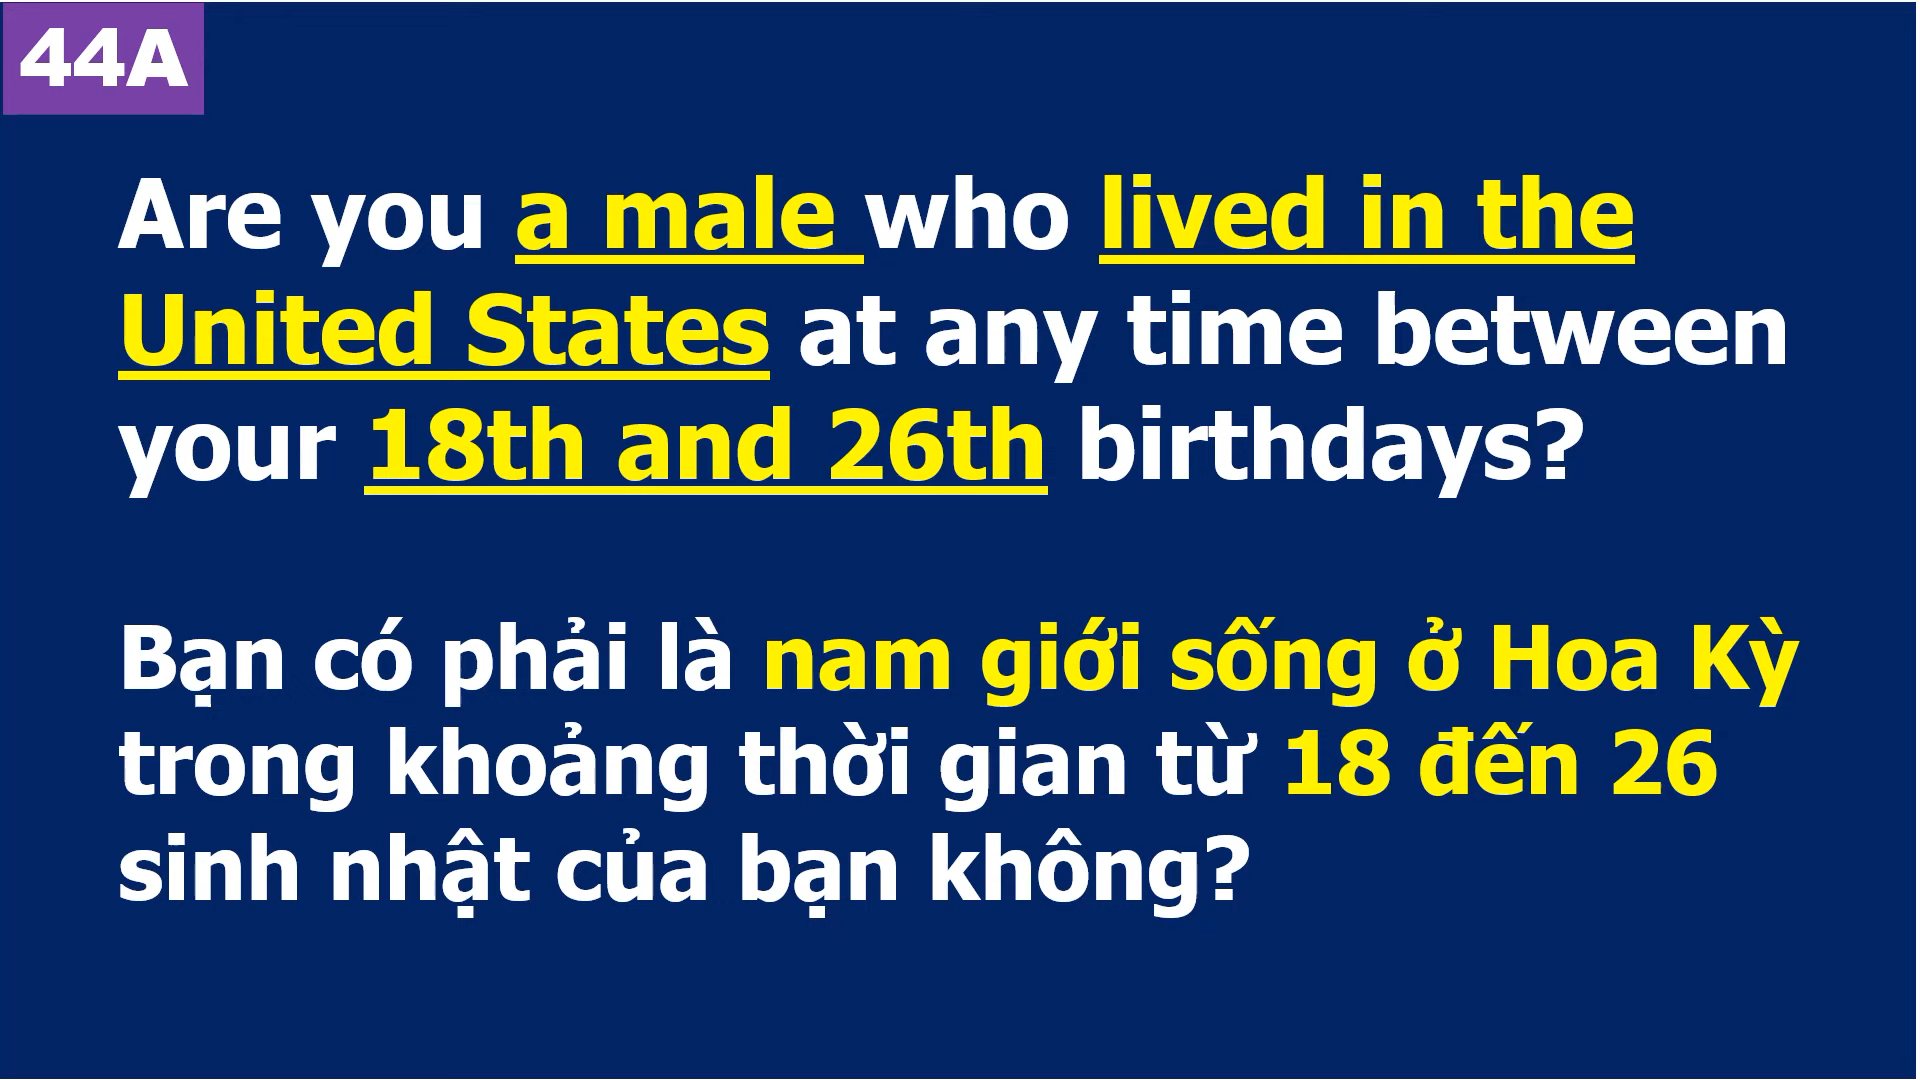 44A
Are you a male who lived in the
United States at any time between
your 18th and 26th birthdays?
Bạn có phải là nam giới sống ở Hoa Kỳ
trong khoảng thời gian từ 18 đến 26
sinh nhật của bạn không?